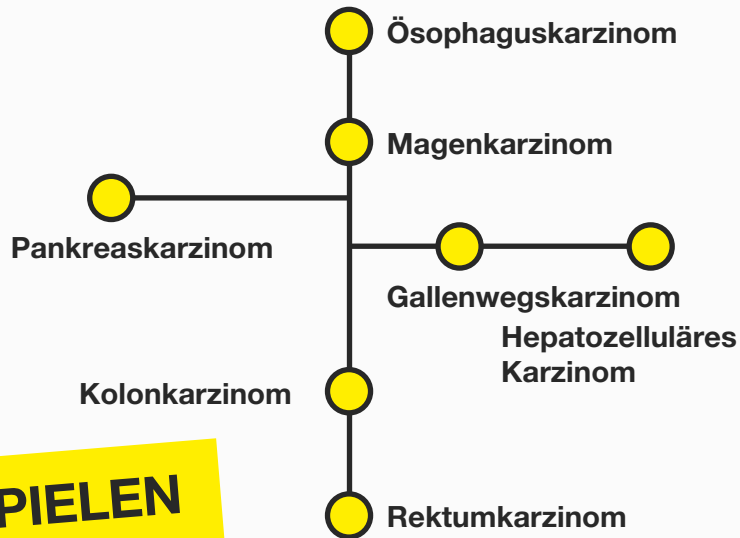 Ösophaguskarzinom
Magenkarzinom
Pankreaskarzinom
Gallenwegskarzinom
Hepatozelluläres
Karzinom
Kolonkarzinom
PIELEN
Rektumkarzinom